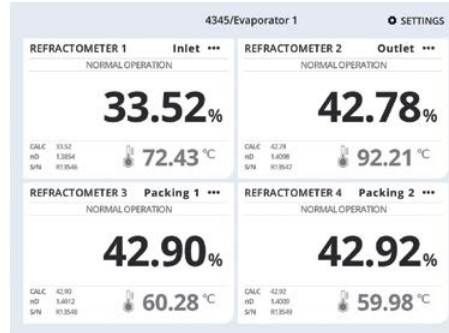 4345/Evaporator 1 SETTINGS
REFRACTOMETER 1 Inlet •••
NORMAL OPERATION
33.52%
CALC 33.52
nD 1.3854
S/N R13546
72.43 °C
REFRACTOMETER 2 Outlet •••
NORMAL OPERATION
42.78%
CALC 42.78
nD 1.4098
S/N R13547
92.21 °C
REFRACTOMETER 3 Packing 1 •••
NORMAL OPERATION
42.90%
CALC 42.90
nD 1.4012
S/N R13548
60.28 °C
REFRACTOMETER 4 Packing 2 •••
NORMAL OPERATION
42.92%
CALC 42.92
nD 1.4009
S/N R13549
59.98 °C